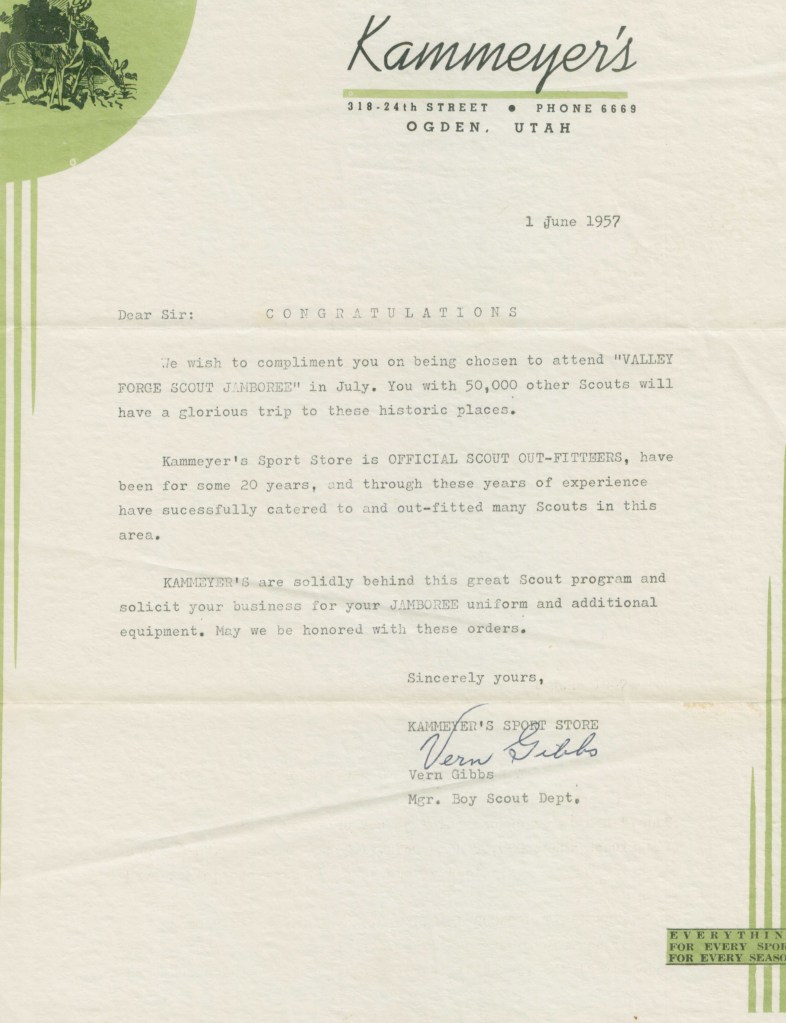 Kammeyer's
318-24th STREET • PHONE 6669
OGDEN, UTAH
1 June 1957
Dear Sir: C O N G R A T U L A T I O N S
We wish to compliment you on being chosen to attend "VALLEY
FORGE SCOUT JAMBOREE" in July. You with 50,000 other Scouts will
have a glorious trip to these historic places.
Kammeyer's Sport Store is OFFICIAL SCOUT OUT-FITTEERS, have
been for some 20 years, and through these years of experience
have sucessfully catered to and out-fitted many Scouts in this
area.
KAMMEYER'S are solidly behind this great Scout program and
solicit your business for your JAMBOREE uniform and additional
equipment. May we be honored with these orders.
Sincerely yours,
KAMMEYER'S SPORT STORE
Vern Gibbs
Vern Gibbs
Mgr. Boy Scout Dept.
EVERYTHIN
FOR EVERY SPOR
FOR EVERY SEASO